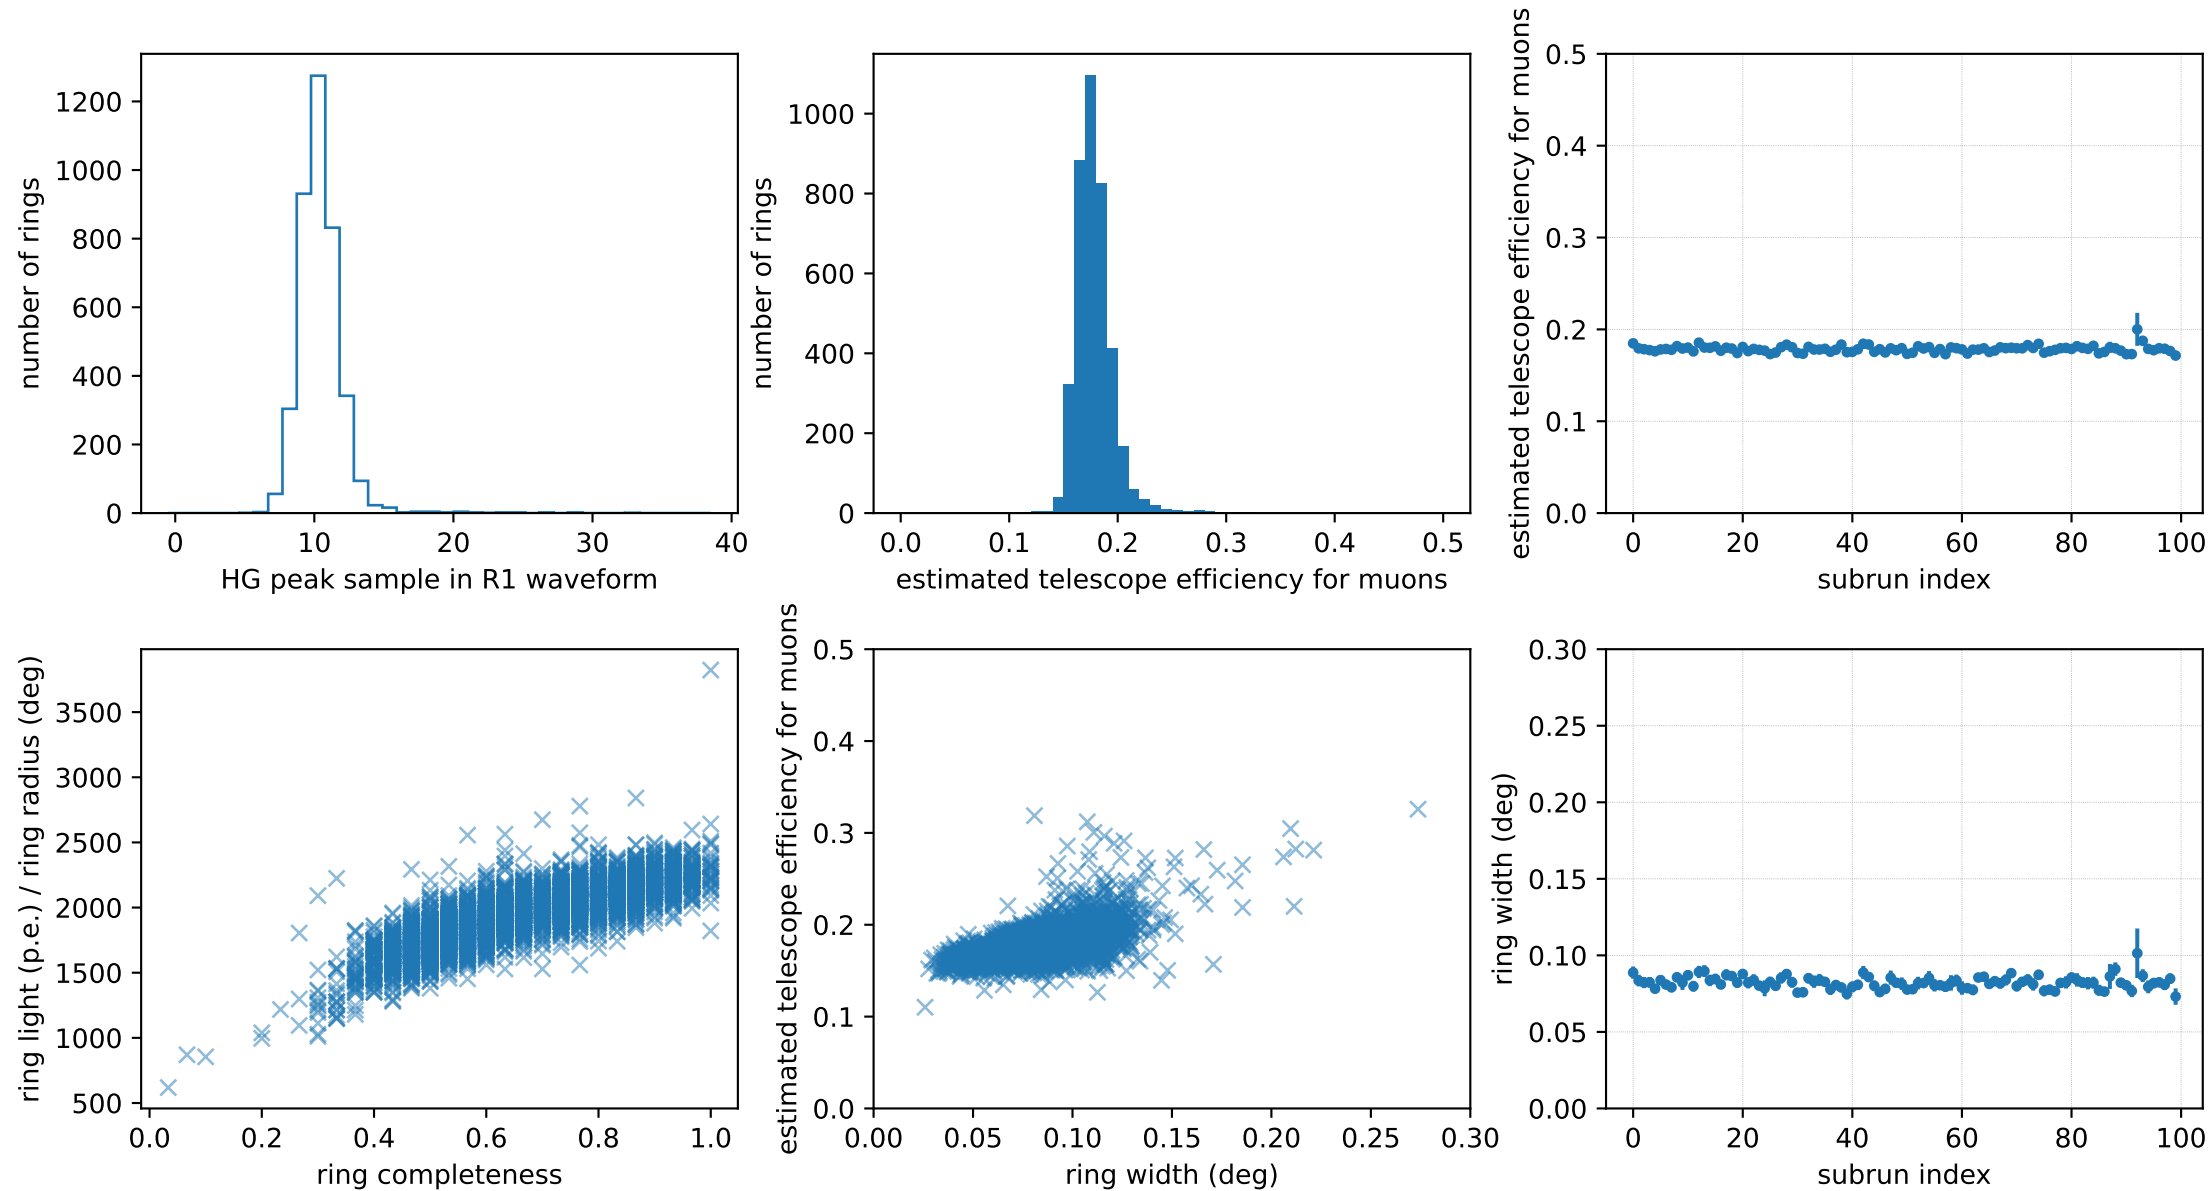 number of rings
1200
1000
800
600
400
200
0
0 10 20 30 40
HG peak sample in R1 waveform
number of rings
1000
800
600
400
200
0
0.0 0.1 0.2 0.3 0.4 0.5
estimated telescope efficiency for muons
estimated telescope efficiency for muons
0.5
0.4
0.3
0.2
0.1
0.0
0 20 40 60 80 100
subrun index
ring light (p.e.) / ring radius (deg)
3500
3000
2500
2000
1500
1000
500
0.0 0.2 0.4 0.6 0.8 1.0
ring completeness
estimated telescope efficiency for muons
0.5
0.4
0.3
0.2
0.1
0.0
0.00 0.05 0.10 0.15 0.20 0.25 0.30
ring width (deg)
ring width (deg)
0.30
0.25
0.20
0.15
0.10
0.05
0.00
0 20 40 60 80 100
subrun index